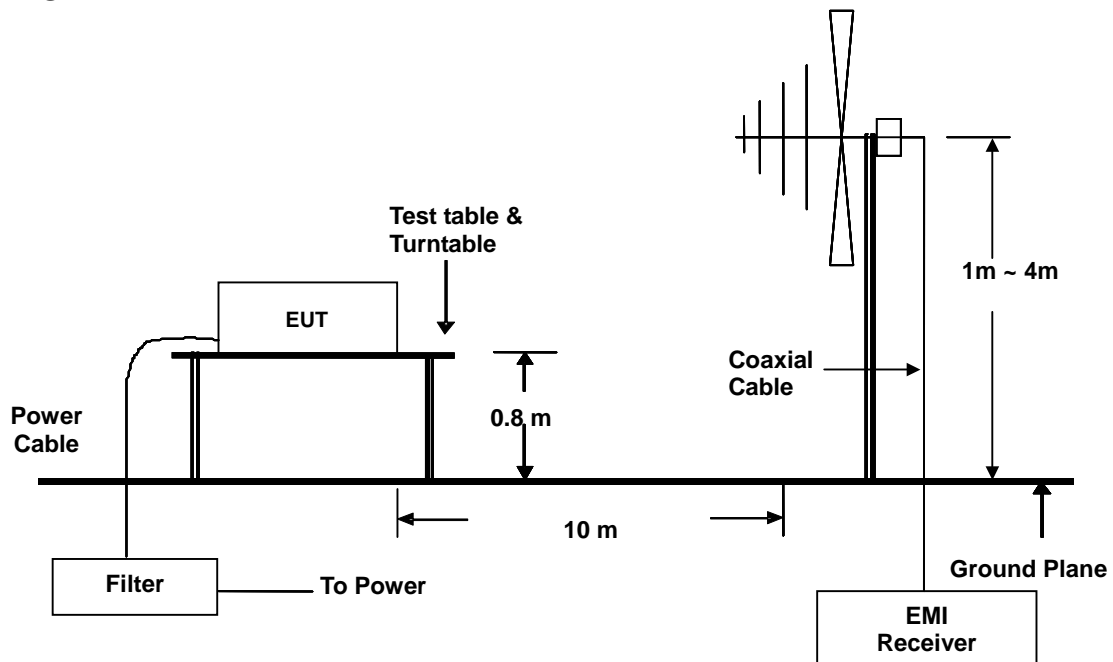 Test table &
Turntable
EUT
1m ~ 4m
Coaxial
Cable
0.8 m
Power
Cable
10 m
Filter
To Power
Ground Plane
EMI
Receiver